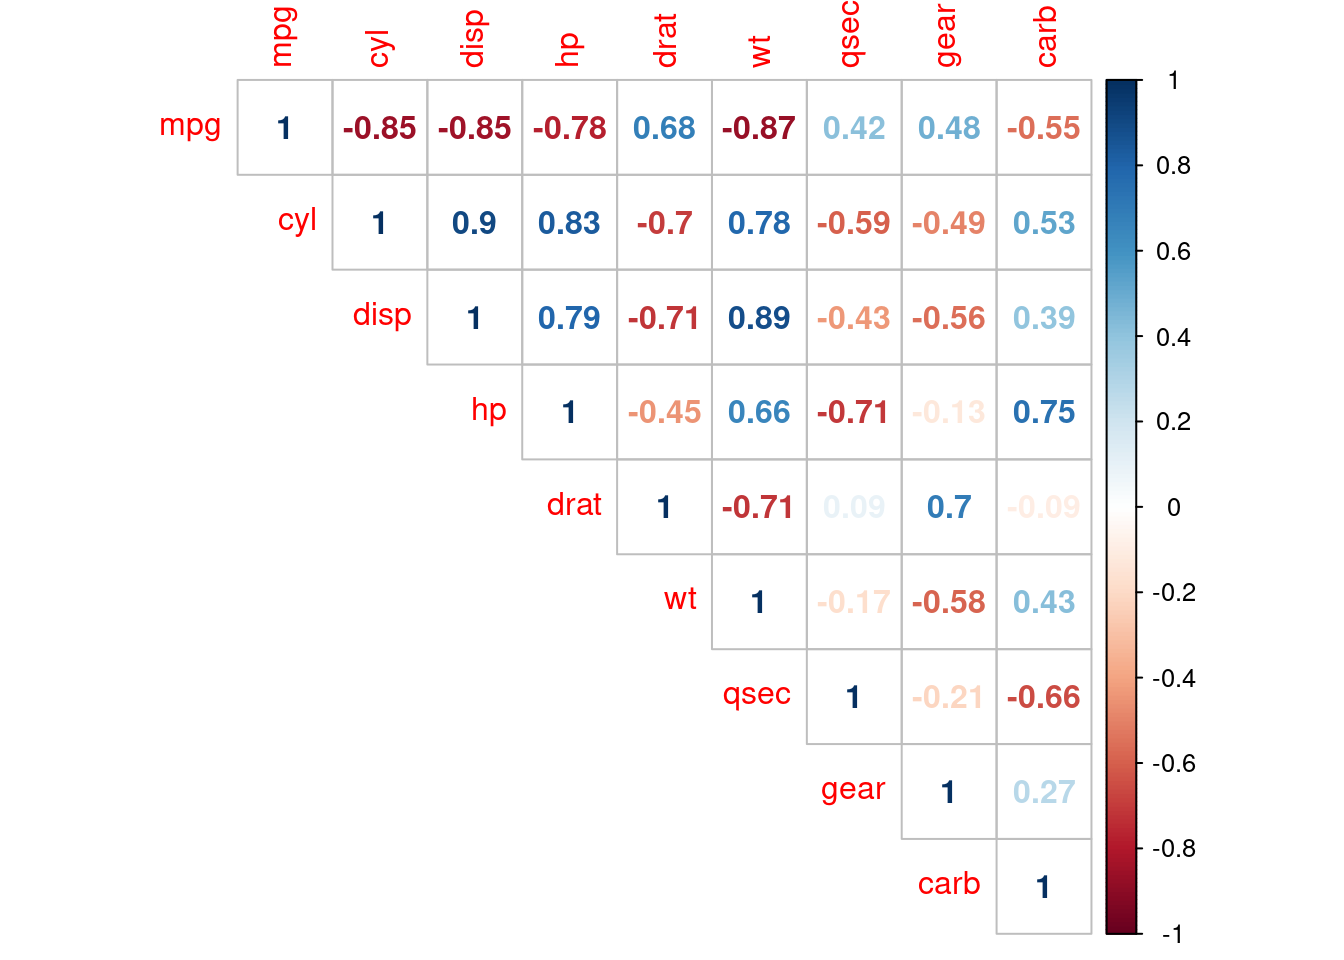 mpg cyl disp hp drat wt qsec gear carb
mpg 1 -0.85 -0.85 -0.78 0.68 -0.87 0.42 0.48 -0.55
cyl 1 0.9 0.83 -0.7 0.78 -0.59 -0.49 0.53
disp 1 0.79 -0.71 0.89 -0.43 -0.56 0.39
hp 1 -0.45 0.66 -0.71 -0.13 0.75
drat 1 -0.71 0.09 0.7 -0.09
wt 1 -0.17 -0.58 0.43
qsec 1 -0.21 -0.66
gear 1 0.27
carb 1
1
0.8
0.6
0.4
0.2
0
-0.2
-0.4
-0.6
-0.8
-1